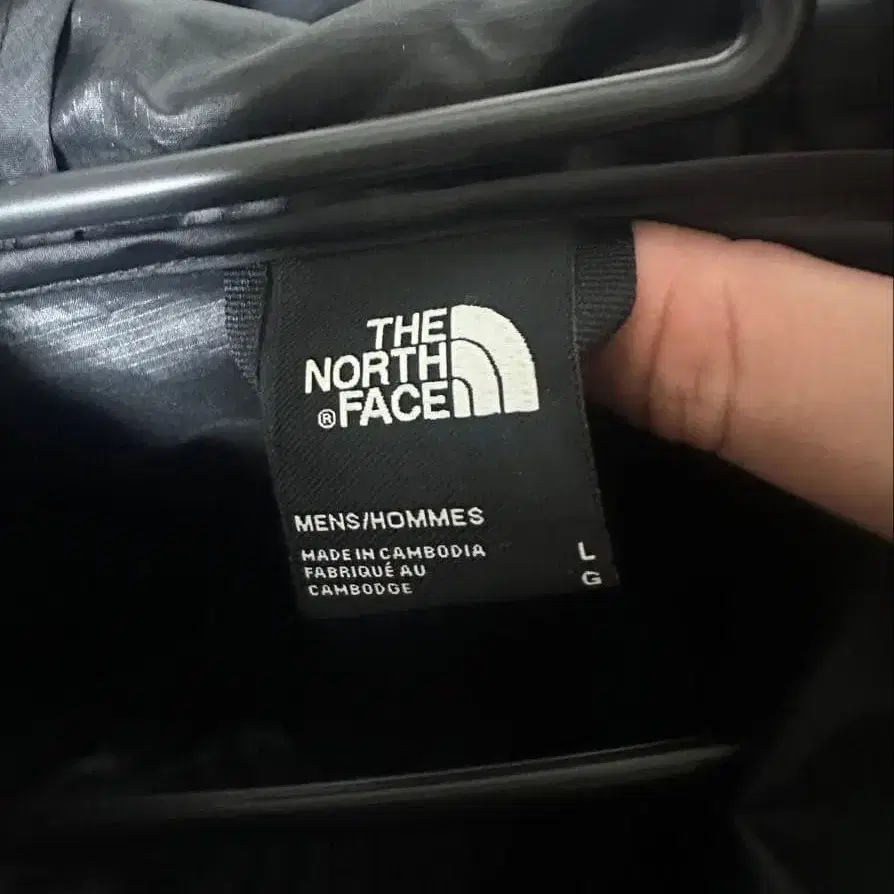 THE
NORTH
® FACE
MENS/HOMMES
MADE IN CAMBODIA
FABRIQUÉ AU
CAMBODGE
L
G